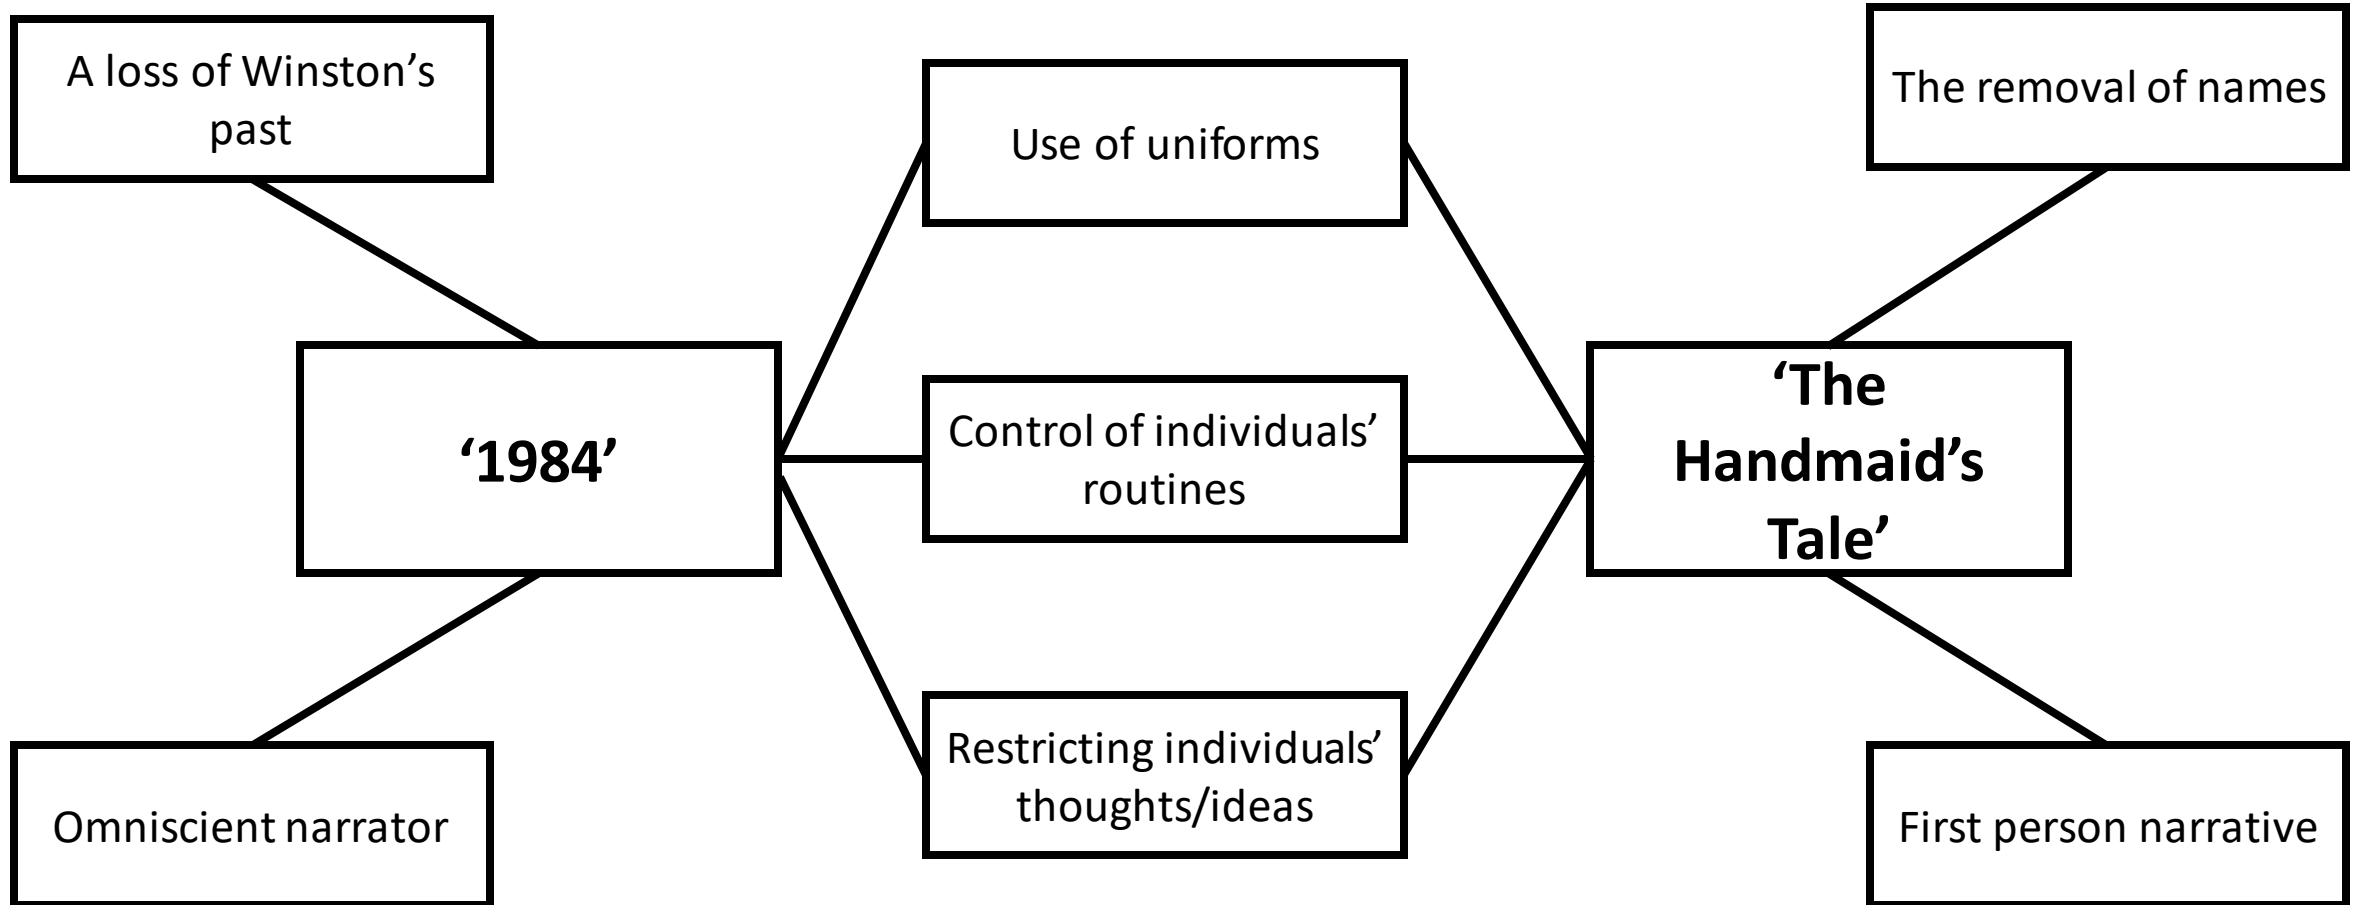 A loss of Winston’s
past
Use of uniforms
The removal of names
‘1984’
Control of individuals’
routines
‘The
Handmaid’s
Tale’
Omniscient narrator
Restricting individuals’
thoughts/ideas
First person narrative